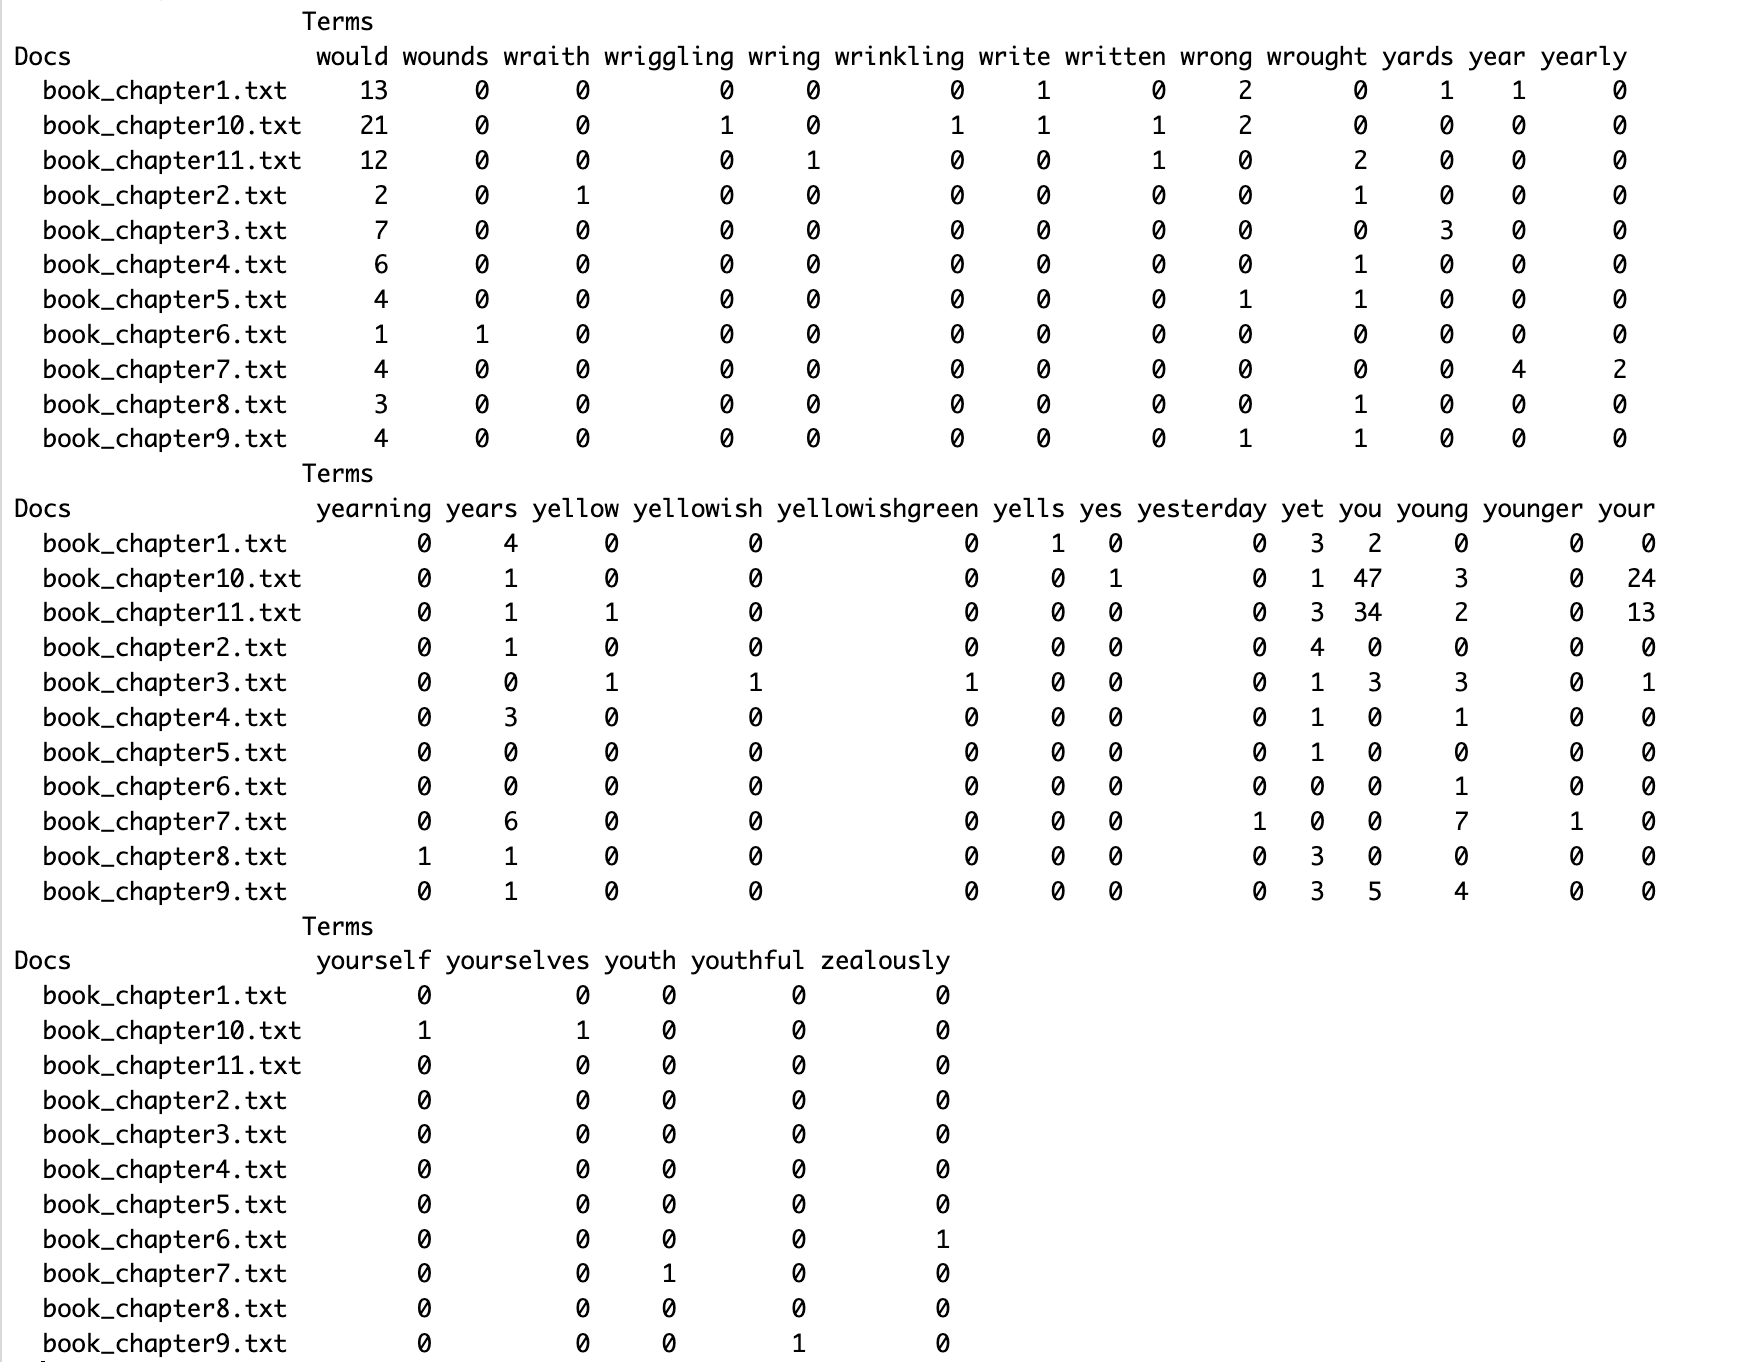 Terms
Docs would wounds wraith wriggling wring wrinkling write written wrong wrought yards year yearly
book_chapter1.txt 13 0 0 0 0 0 1 0 2 0 1 1 0
book_chapter10.txt 21 0 0 1 0 1 1 1 2 0 0 0 0
book_chapter11.txt 12 0 0 0 1 0 0 1 0 2 0 0 0
book_chapter2.txt 2 0 1 0 0 0 0 0 0 1 0 0 0
book_chapter3.txt 7 0 0 0 0 0 0 0 0 0 3 0 0
book_chapter4.txt 6 0 0 0 0 0 0 0 0 1 0 0 0
book_chapter5.txt 4 0 0 0 0 0 0 0 1 1 0 0 0
book_chapter6.txt 1 1 0 0 0 0 0 0 0 0 0 0 0
book_chapter7.txt 4 0 0 0 0 0 0 0 0 0 0 4 2
book_chapter8.txt 3 0 0 0 0 0 0 0 0 1 0 0 0
book_chapter9.txt 4 0 0 0 0 0 0 0 1 1 0 0 0
Terms
Docs yearning years yellow yellowish yellowishgreen yells yes yesterday yet you young younger your
book_chapter1.txt 0 4 0 0 0 1 0 0 3 2 0 0 0
book_chapter10.txt 0 1 0 0 0 0 1 0 1 47 3 0 24
book_chapter11.txt 0 1 1 0 0 0 0 0 3 34 2 0 13
book_chapter2.txt 0 1 0 0 0 0 0 0 4 0 0 0 0
book_chapter3.txt 0 0 1 1 1 0 0 0 1 3 3 0 1
book_chapter4.txt 0 3 0 0 0 0 0 0 1 0 1 0 0
book_chapter5.txt 0 0 0 0 0 0 0 0 1 0 0 0 0
book_chapter6.txt 0 0 0 0 0 0 0 0 0 0 1 0 0
book_chapter7.txt 0 6 0 0 0 0 0 1 0 0 7 1 0
book_chapter8.txt 1 1 0 0 0 0 0 0 3 0 0 0 0
book_chapter9.txt 0 1 0 0 0 0 0 0 3 5 4 0 0
Terms
Docs yourself yourselves youth youthful zealously
book_chapter1.txt 0 0 0 0 0
book_chapter10.txt 1 1 0 0 0
book_chapter11.txt 0 0 0 0 0
book_chapter2.txt 0 0 0 0 0
book_chapter3.txt 0 0 0 0 0
book_chapter4.txt 0 0 0 0 0
book_chapter5.txt 0 0 0 0 0
book_chapter6.txt 0 0 0 0 1
book_chapter7.txt 0 0 1 0 0
book_chapter8.txt 0 0 0 0 0
book_chapter9.txt 0 0 0 1 0